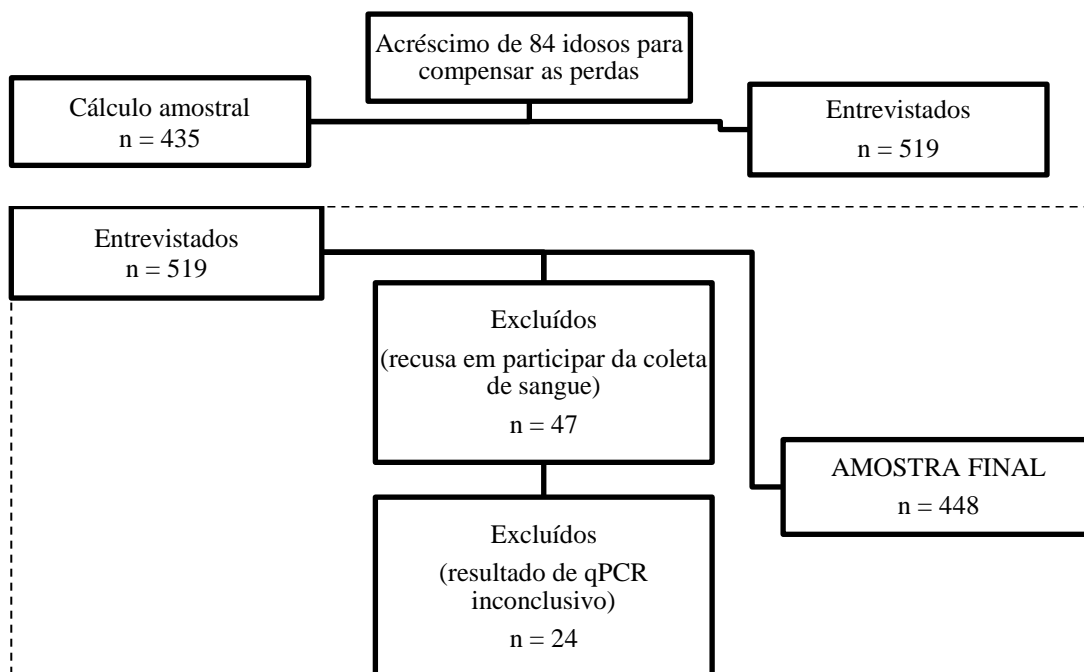 Acréscimo de 84 idosos para
compensar as perdas
Cálculo amostral
n = 435
Entrevistados
n = 519
Entrevistados
n = 519
Excluídos
(recusa em participar da coleta
de sangue)
n = 47
AMOSTRA FINAL
n = 448
Excluídos
(resultado de qPCR
inconclusivo)
n = 24